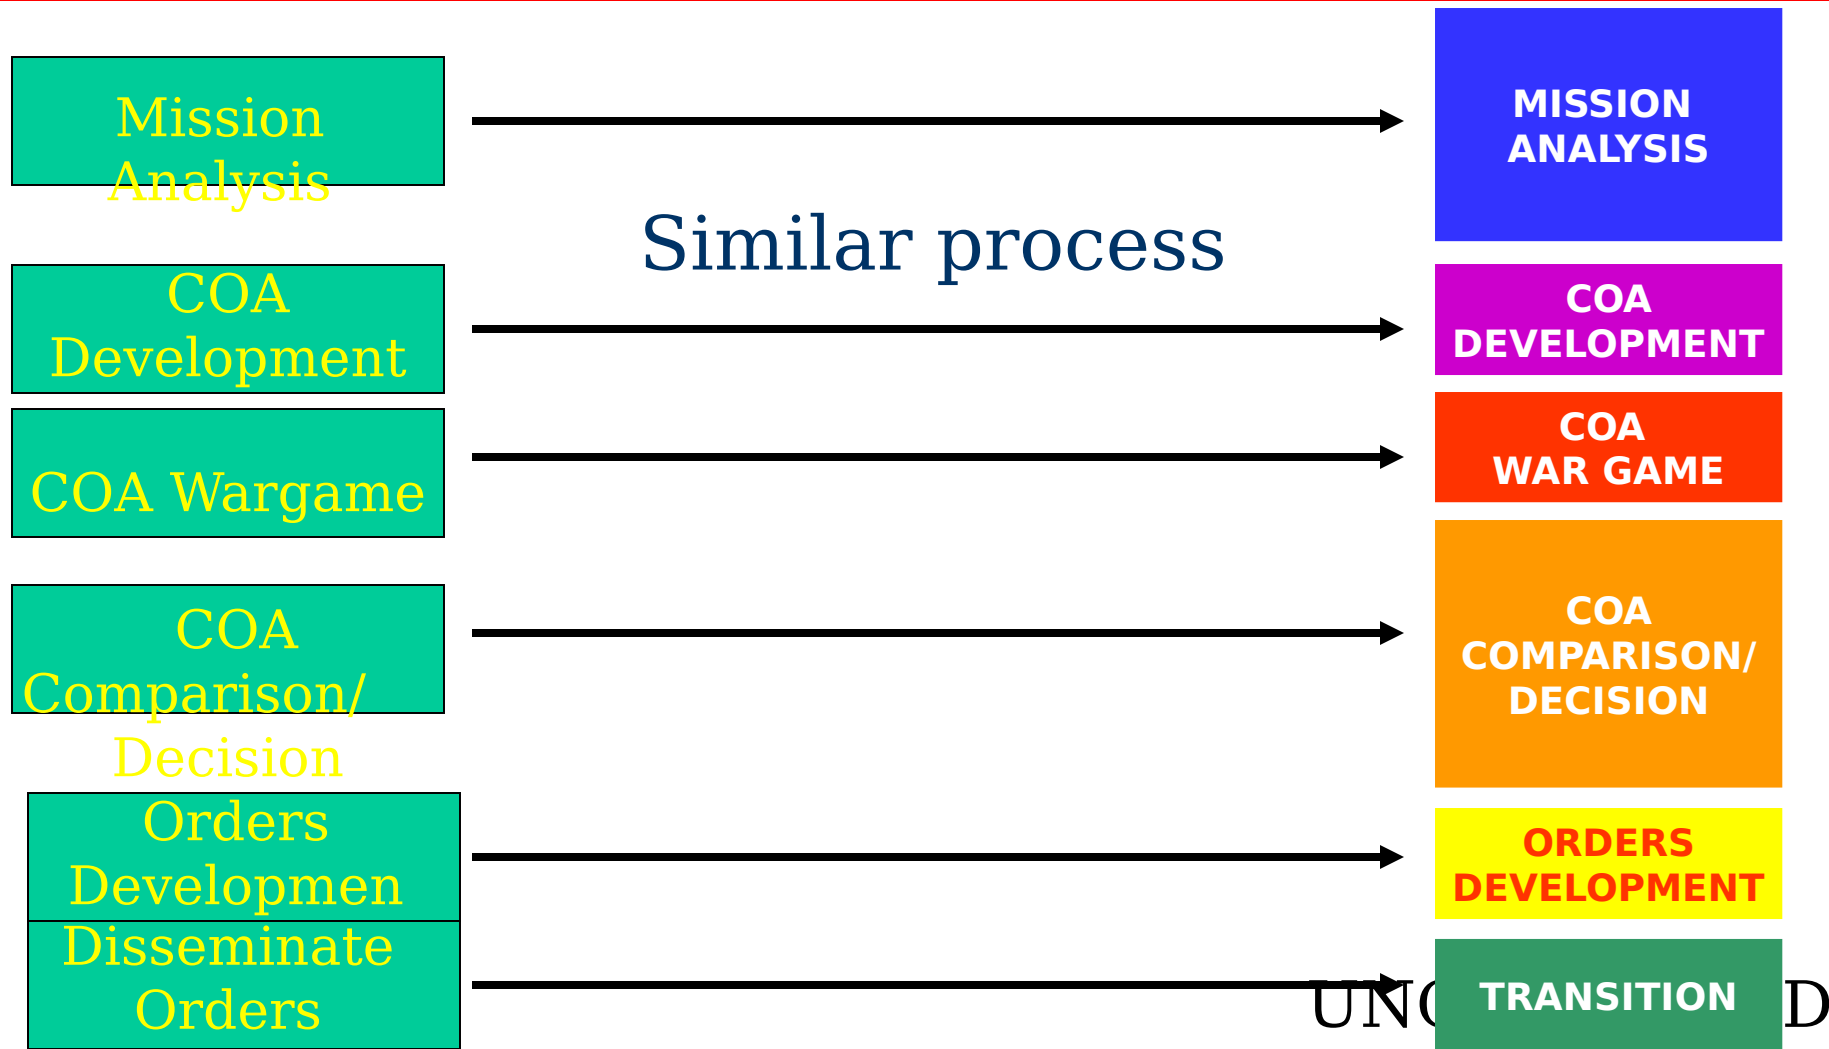 Mission
Analysis
MISSION
ANALYSIS
Similar process
COA
Development
COA
DEVELOPMENT
COA Wargame
COA
WAR GAME
COA
Comparison/
Decision
COA
COMPARISON/
DECISION
Orders
Developmen
ORDERS
DEVELOPMENT
Disseminate
Orders
TRANSITION